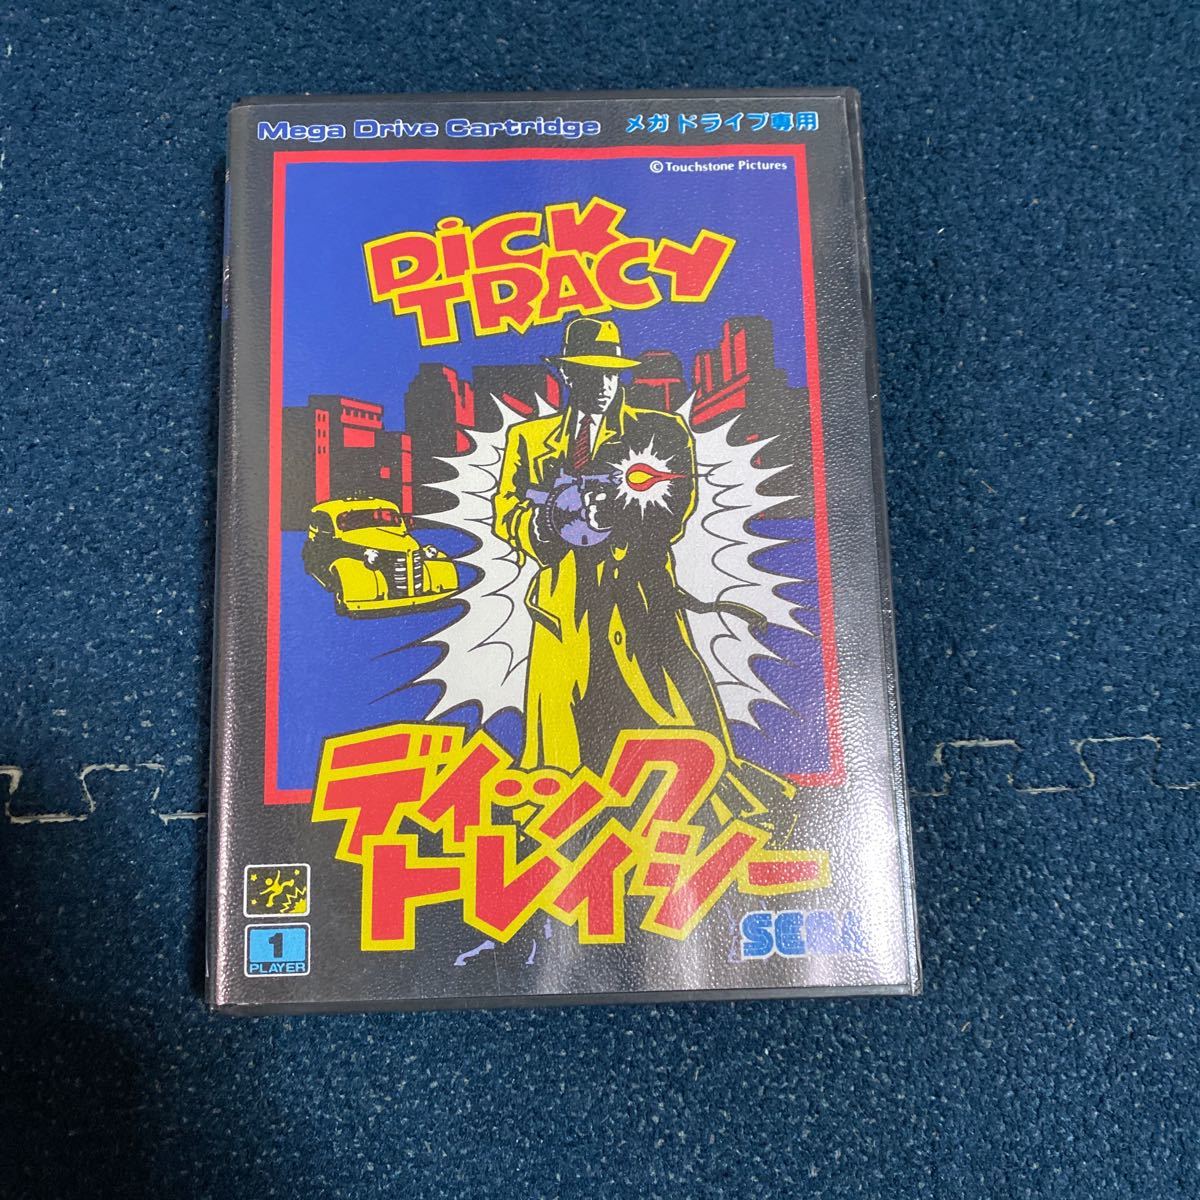 Mega Drive Cartridge メガドライブ専用
© Touchstone Pictures
DiCK
TRACY
ディック
トレイシー
SEGA
1
PLAYER